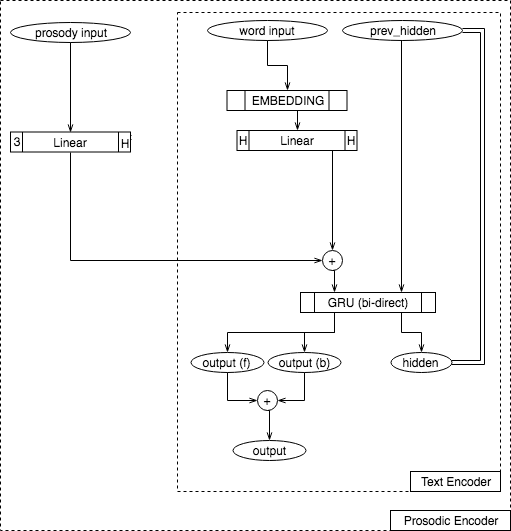 prosody input
word input
prev_hidden
EMBEDDING
3 Linear H
H Linear H
+
GRU (bi-direct)
output (f)
output (b)
hidden
+
output
Text Encoder
Prosodic Encoder